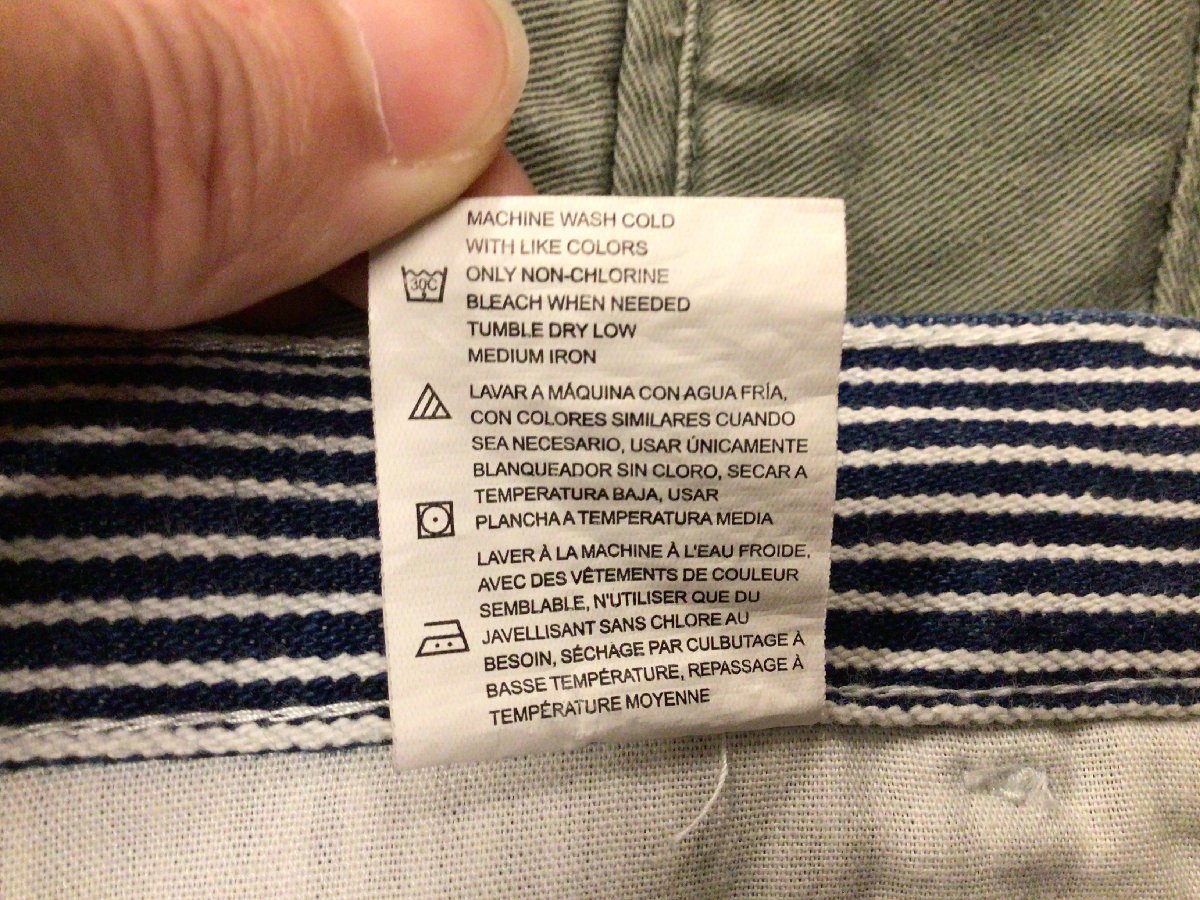 MACHINE WASH COLD
WITH LIKE COLORS
30C
ONLY NON-CHLORINE
BLEACH WHEN NEEDED
TUMBLE DRY LOW
MEDIUM IRON
LAVAR A MÁQUINA CON AGUA FRÍA,
CON COLORES SIMILARES CUANDO
SEA NECESARIO, USAR ÚNICAMENTE
BLANQUEADOR SIN CLORO, SECAR A
TEMPERATURA BAJA, USAR
PLANCHA A TEMPERATURA MEDIA
LAVER À LA MACHINE À L'EAU FROIDE,
AVEC DES VÊTEMENTS DE COULEUR
SEMBLABLE, N'UTILISER QUE DU
JAVELLISANT SANS CHLORE AU
BESOIN, SÉCHAGE PAR CULBUTAGE À
BASSE TEMPÉRATURE, REPASSAGE À
TEMPÉRATURE MOYENNE